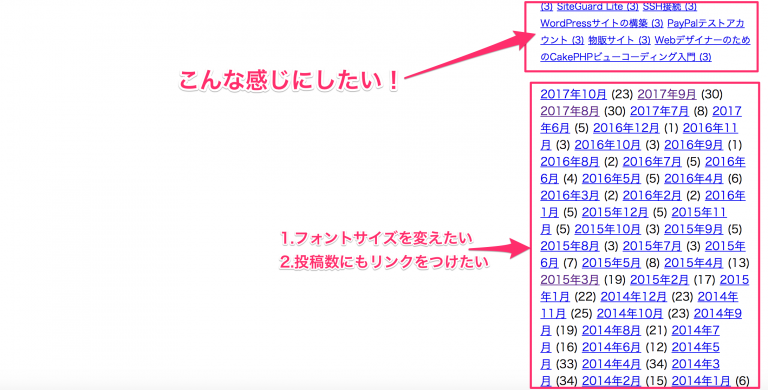 (3) SiteGuard Lite (3) SSH接続 (3)
WordPressサイトの構築 (3) PayPalテストアカ
ウント (3) 物販サイト (3) Webデザイナーのため
のCakePHPビューコーディング入門 (3)
こんな感じにしたい！
2017年10月 (23) 2017年9月 (30)
2017年8月 (30) 2017年7月 (8) 2017
年6月 (5) 2016年12月 (1) 2016年11
月 (3) 2016年10月 (3) 2016年9月 (1)
2016年8月 (2) 2016年7月 (5) 2016年
6月 (4) 2016年5月 (5) 2016年4月 (6)
2016年3月 (2) 2016年2月 (2) 2016年
1月 (5) 2015年12月 (5) 2015年11
月 (5) 2015年10月 (3) 2015年9月 (5)
2015年8月 (3) 2015年7月 (3) 2015年
6月 (7) 2015年5月 (8) 2015年4月 (13)
2015年3月 (19) 2015年2月 (17) 2015
年1月 (22) 2014年12月 (23) 2014年
11月 (25) 2014年10月 (23) 2014年9
月 (19) 2014年8月 (21) 2014年7
月 (16) 2014年6月 (12) 2014年5
月 (33) 2014年4月 (34) 2014年3
月 (34) 2014年2月 (15) 2014年1月 (6)
1.フォントサイズを変えたい
2.投稿数にもリンクをつけたい